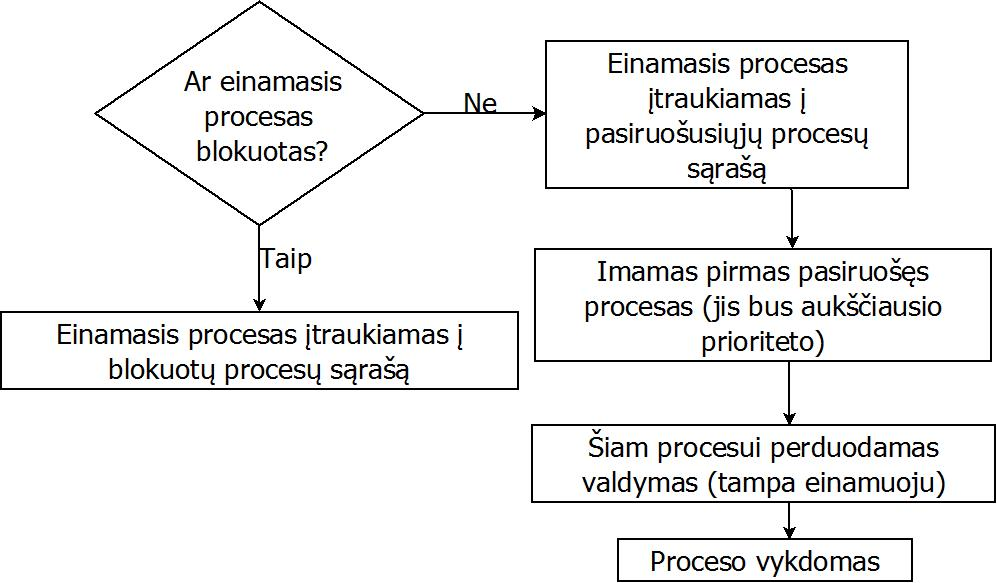 Ar einamasis
procesas
blokuotas?
Ne
Einamasis procesas
įtraukiamas į
pasiruošusiųjų procesų
sąrašą
Taip
Einamasis procesas įtraukiamas į
blokuotų procesų sąrašą
Imamas pirmas pasiruošęs
procesas (jis bus aukščiausio
prioriteto)
Šiam procesui perduodamas
valdymas (tampa einamuoju)
Proceso vykdomas